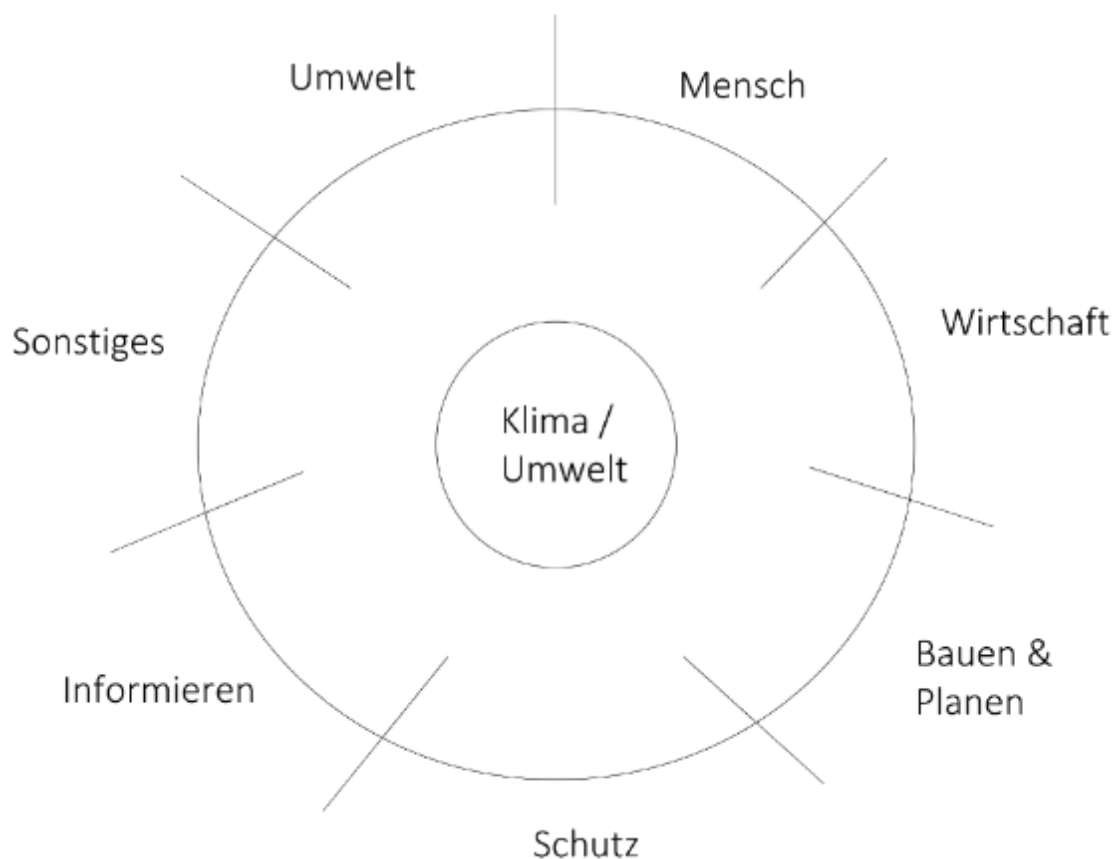 Umwelt
Mensch
Sonstiges
Wirtschaft
Klima /
Umwelt
Informieren
Bauen &
Planen
Schutz